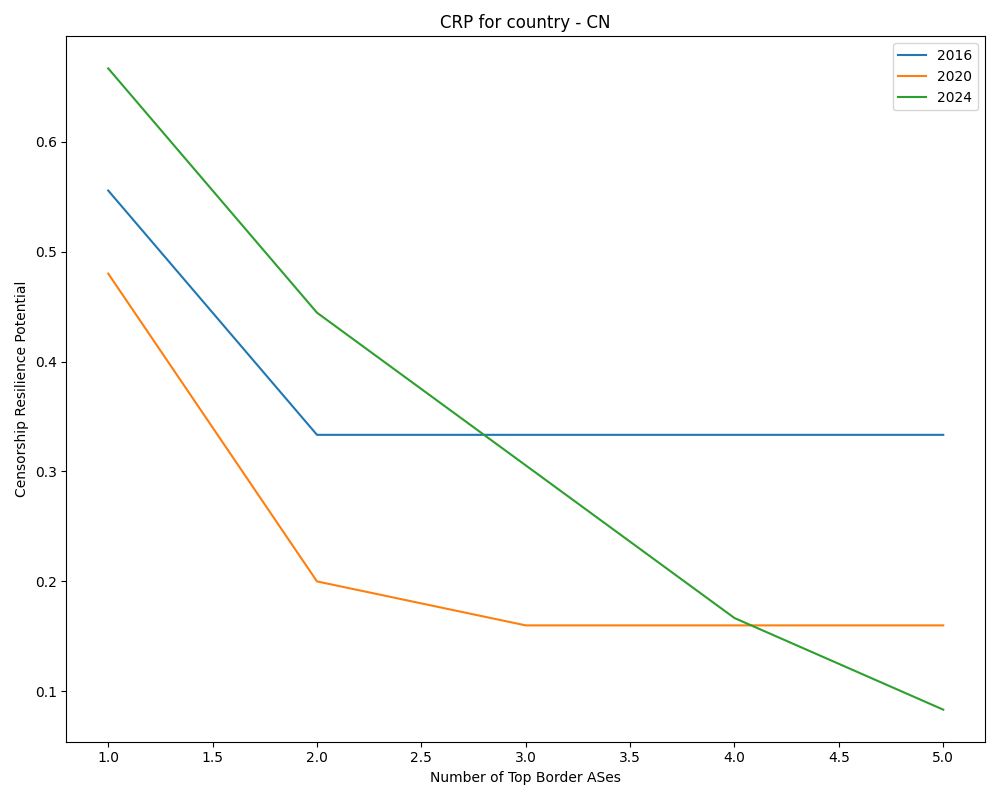 CRP for country - CN
2016
2020
2024
Censorship Resilience Potential
0.6
0.5
0.4
0.3
0.2
0.1
1.0 1.5 2.0 2.5 3.0 3.5 4.0 4.5 5.0
Number of Top Border ASes